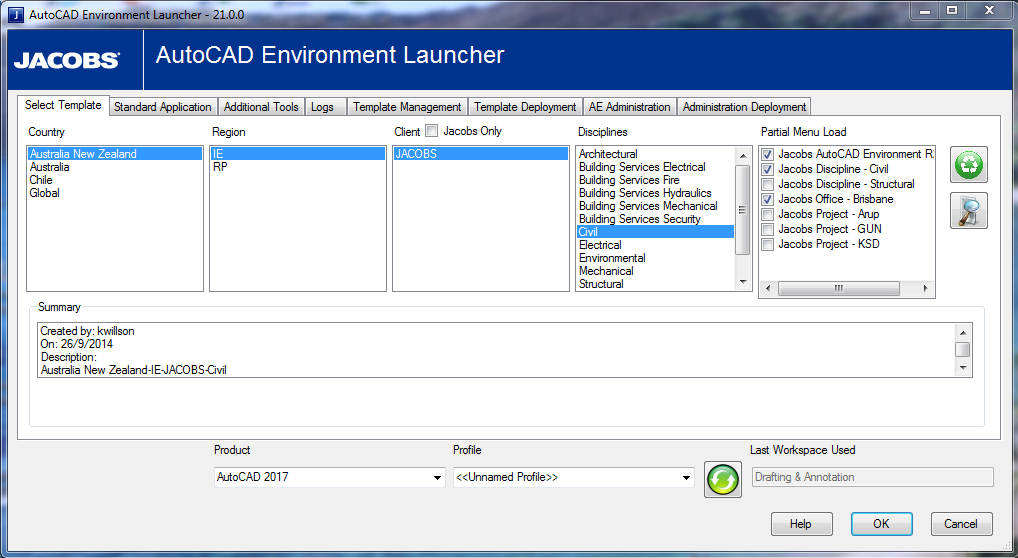 AutoCAD Environment Launcher - 21.0.0
JACOBS
AutoCAD Environment Launcher
Select Template Standard Application Additional Tools Logs Template Management Template Deployment AE Administration Administration Deployment
Country
Australia New Zealand
Australia
Chile
Global
Region
IE
RP
Client Jacobs Only
JACOBS
Disciplines
Architectural
Building Services Electrical
Building Services Fire
Building Services Hydraulics
Building Services Mechanical
Building Services Security
Civil
Electrical
Environmental
Mechanical
Structural
Partial Menu Load
Jacobs AutoCAD Environment R
Jacobs Discipline - Civil
Jacobs Discipline - Structural
Jacobs Office - Brisbane
Jacobs Project - Arup
Jacobs Project - GUN
Jacobs Project - KSD
Summary
Created by: kwillson
On: 26/9/2014
Description:
Australia New Zealand-IE-JACOBS-Civil
Product
AutoCAD 2017
Profile
<<Unnamed Profile>>
Last Workspace Used
Drafting & Annotation
Help OK Cancel